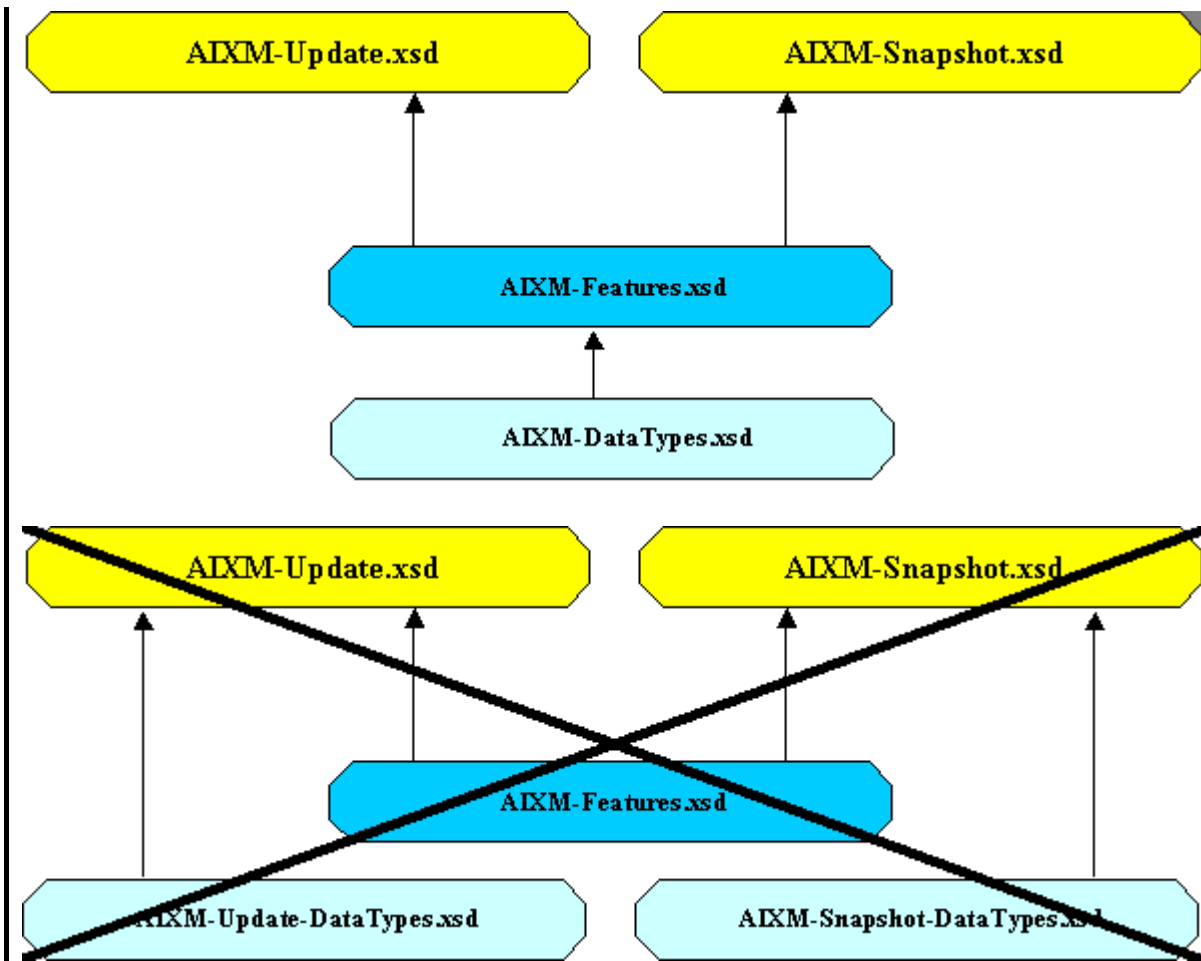 AIXM-Update.xsd
AIXM-Snapshot.xsd
AIXM-Features.xsd
AIXM-DataTypes.xsd
AIXM-Update.xsd
AIXM-Snapshot.xsd
AIXM-Features.xsd
AIXM-Update-DataTypes.xsd
AIXM-Snapshot-DataTypes.xsd